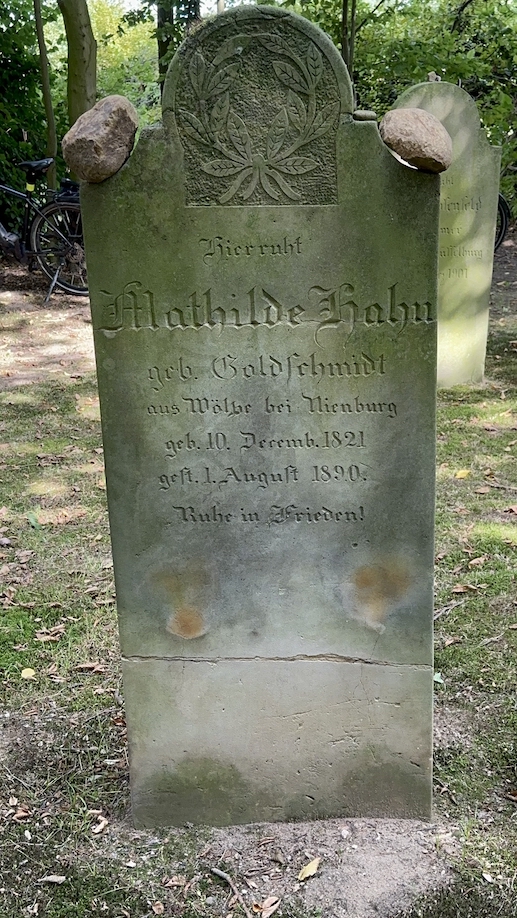 Hier ruht
Mathilde Hahn
geb. Goldschmidt
aus Wölpe bei Nienburg
geb. 10. Decemb. 1821
gest. 1. August 1890.
Ruhe in Frieden!